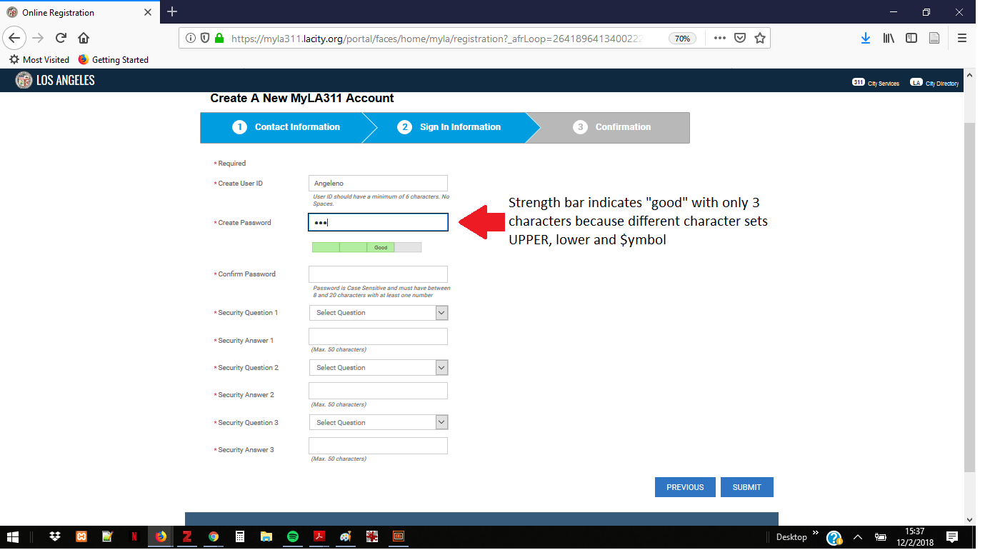 Online Registration
https://myla311.lacity.org/portal/faces/home/myla/registration?_afrLoop=2641896413400222
70%
Most Visited
Getting Started
LOS ANGELES
311 City Services
LA City Directory
Create A New MyLA311 Account
1 Contact Information
2 Sign In Information
3 Confirmation
* Required
* Create User ID
Angeleno
User ID should have a minimum of 6 characters. No
Spaces.
* Create Password
Good
Strength bar indicates "good" with only 3
characters because different character sets
UPPER, lower and $ymbol
* Confirm Password
Password is Case Sensitive and must have between
8 and 20 characters with at least one number
* Security Question 1
Select Question
* Security Answer 1
(Max. 50 characters)
* Security Question 2
Select Question
* Security Answer 2
(Max. 50 characters)
* Security Question 3
Select Question
* Security Answer 3
(Max. 50 characters)
PREVIOUS
SUBMIT
Desktop
15:37
12/2/2018